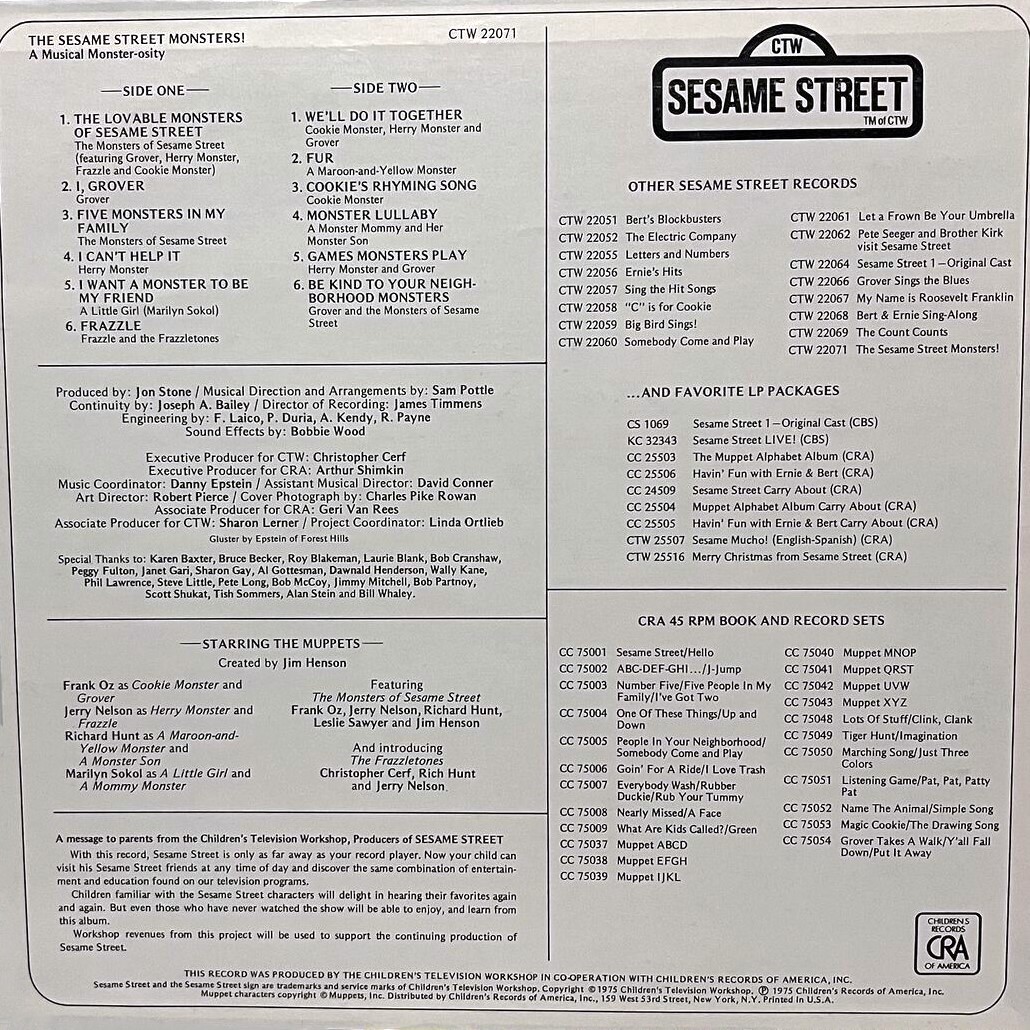 THE SESAME STREET MONSTERS!
A Musical Monster-osity
CTW 22071
SIDE ONE
1. THE LOVABLE MONSTERS
OF SESAME STREET
The Monsters of Sesame Street
(featuring Grover, Herry Monster,
Frazzle and Cookie Monster)
2. I, GROVER
Grover
3. FIVE MONSTERS IN MY
FAMILY
The Monsters of Sesame Street
4. I CAN'T HELP IT
Herry Monster
5. I WANT A MONSTER TO BE
MY FRIEND
A Little Girl (Marilyn Sokol)
6. FRAZZLE
Frazzle and the Frazzletones
SIDE TWO
1. WE'LL DO IT TOGETHER
Cookie Monster, Herry Monster and
Grover
2. FUR
A Maroon-and-Yellow Monster
3. COOKIE'S RHYMING SONG
Cookie Monster
4. MONSTER LULLABY
A Monster Mommy and Her
Monster Son
5. GAMES MONSTERS PLAY
Herry Monster and Grover
6. BE KIND TO YOUR NEIGH-
BORHOOD MONSTERS
Grover and the Monsters of Sesame
Street
Produced by: Jon Stone / Musical Direction and Arrangements by: Sam Pottle
Continuity by: Joseph A. Bailey / Director of Recording: James Timmens
Engineering by: F. Laico, P. Duria, A. Kendy, R. Payne
Sound Effects by: Bobbie Wood
Executive Producer for CTW: Christopher Cerf
Executive Producer for CRA: Arthur Shimkin
Music Coordinator: Danny Epstein / Assistant Musical Director: David Conner
Art Director: Robert Pierce / Cover Photograph by: Charles Pike Rowan
Associate Producer for CRA: Geri Van Rees
Associate Producer for CTW: Sharon Lerner / Project Coordinator: Linda Ortlieb
Gluster by Epstein of Forest Hills
Special Thanks to: Karen Baxter, Bruce Becker, Roy Blakeman, Laurie Blank, Bob Cranshaw,
Peggy Fulton, Janet Gari, Sharon Gay, Al Gottesman, Dawnald Henderson, Wally Kane,
Phil Lawrence, Steve Little, Pete Long, Bob McCoy, Jimmy Mitchell, Bob Partnoy,
Scott Shukat, Tish Sommers, Alan Stein and Bill Whaley.
STARRING THE MUPPETS
Created by Jim Henson
Frank Oz as Cookie Monster and
Grover
Jerry Nelson as Herry Monster and
Frazzle
Richard Hunt as A Maroon-and-
Yellow Monster and
A Monster Son
Marilyn Sokol as A Little Girl and
A Mommy Monster
Featuring
The Monsters of Sesame Street
Frank Oz, Jerry Nelson, Richard Hunt,
Leslie Sawyer and Jim Henson
And introducing
The Frazzletones
Christopher Cerf, Rich Hunt
and Jerry Nelson
A message to parents from the Children's Television Workshop, Producers of SESAME STREET
With this record, Sesame Street is only as far away as your record player. Now your child can
visit his Sesame Street friends at any time of day and discover the same combination of entertain-
ment and education found on our television programs.
Children familiar with the Sesame Street characters will delight in hearing their favorites again
and again. But even those who have never watched the show will be able to enjoy, and learn from
this album.
Workshop revenues from this project will be used to support the continuing production of
Sesame Street.
CTW
SESAME STREET
TM of CTW
OTHER SESAME STREET RECORDS
CTW 22051 Bert's Blockbusters
CTW 22052 The Electric Company
CTW 22055 Letters and Numbers
CTW 22056 Ernie's Hits
CTW 22057 Sing the Hit Songs
CTW 22058 "C" is for Cookie
CTW 22059 Big Bird Sings!
CTW 22060 Somebody Come and Play
CTW 22061 Let a Frown Be Your Umbrella
CTW 22062 Pete Seeger and Brother Kirk
visit Sesame Street
CTW 22064 Sesame Street 1—Original Cast
CTW 22066 Grover Sings the Blues
CTW 22067 My Name is Roosevelt Franklin
CTW 22068 Bert & Ernie Sing-Along
CTW 22069 The Count Counts
CTW 22071 The Sesame Street Monsters!
...AND FAVORITE LP PACKAGES
CS 1069 Sesame Street 1—Original Cast (CBS)
KC 32343 Sesame Street LIVE! (CBS)
CC 25503 The Muppet Alphabet Album (CRA)
CC 25506 Havin' Fun with Ernie & Bert (CRA)
CC 24509 Sesame Street Carry About (CRA)
CC 25504 Muppet Alphabet Album Carry About (CRA)
CC 25505 Havin' Fun with Ernie & Bert Carry About (CRA)
CTW 25507 Sesame Mucho! (English-Spanish) (CRA)
CTW 25516 Merry Christmas from Sesame Street (CRA)
CRA 45 RPM BOOK AND RECORD SETS
CC 75001 Sesame Street/Hello
CC 75002 ABC-DEF-GHI.../J-Jump
CC 75003 Number Five/Five People In My
Family/I've Got Two
CC 75004 One Of These Things/Up and
Down
CC 75005 People In Your Neighborhood/
Somebody Come and Play
CC 75006 Goin' For A Ride/I Love Trash
CC 75007 Everybody Wash/Rubber
Duckie/Rub Your Tummy
CC 75008 Nearly Missed/A Face
CC 75009 What Are Kids Called?/Green
CC 75037 Muppet ABCD
CC 75038 Muppet EFGH
CC 75039 Muppet IJKL
CC 75040 Muppet MNOP
CC 75041 Muppet QRST
CC 75042 Muppet UVW
CC 75043 Muppet XYZ
CC 75048 Lots Of Stuff/Clink, Clank
CC 75049 Tiger Hunt/Imagination
CC 75050 Marching Song/Just Three
Colors
CC 75051 Listening Game/Pat, Pat, Patty
Pat
CC 75052 Name The Animal/Simple Song
CC 75053 Magic Cookie/The Drawing Song
CC 75054 Grover Takes A Walk/Y'all Fall
Down/Put It Away
CHILDREN'S
RECORDS
CRA
OF AMERICA
THIS RECORD WAS PRODUCED BY THE CHILDREN'S TELEVISION WORKSHOP IN CO-OPERATION WITH CHILDREN'S RECORDS OF AMERICA, INC.
Sesame Street and the Sesame Street sign are trademarks and service marks of Children's Television Workshop. Copyright ©1975 Children's Television Workshop. Ⓟ 1975 Children's Records of America, Inc.
Muppet characters copyright © Muppets, Inc. Distributed by Children's Records of America, Inc., 159 West 53rd Street, New York, N.Y. Printed in U.S.A.